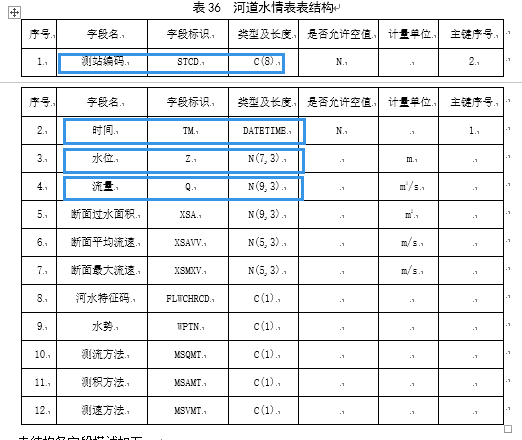 表 36 河道水情表表结构
序号 字段名 字段标识 类型及长度 是否允许空值 计量单位 主键序号
1. 测站编码 STCD C(8) N 2
序号 字段名 字段标识 类型及长度 是否允许空值 计量单位 主键序号
2. 时间 TM DATETIME N 1
3. 水位 Z N(7,3) m
4. 流量 Q N(9,3) m³/s
5. 断面过水面积 XSA N(9,3) m²
6. 断面平均流速 XSAVV N(5,3) m/s
7. 断面最大流速 XSMXV N(5,3) m/s
8. 河水特征码 FLWCHRCD C(1)
9. 水势 WPTN C(1)
10. 测流方法 MSQMT C(1)
11. 测积方法 MSAMT C(1)
12. 测速方法 MSVMT C(1)